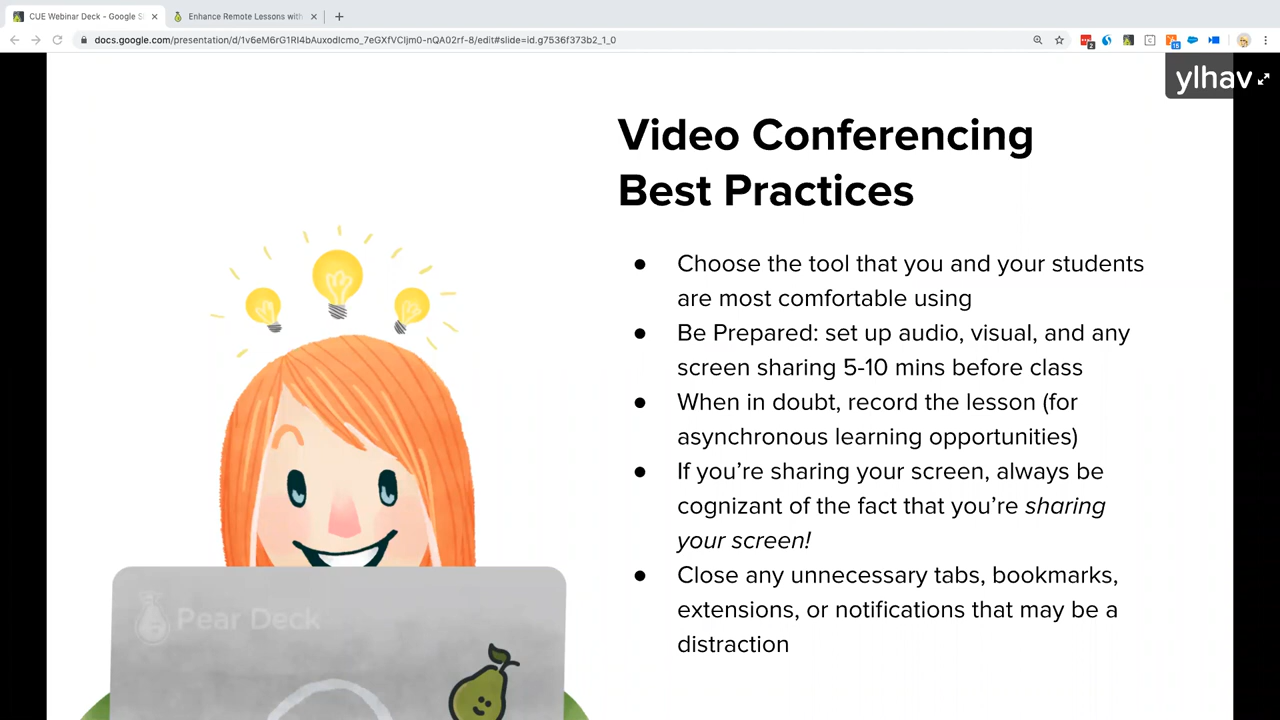 CUE Webinar Deck - Google S
Enhance Remote Lessons with
docs.google.com/presentation/d/1v6eM6rG1RI4bAuxodIcmo_7eGXfVCIjm0-nQA02rf-8/edit#slide=id.g7536f373b2_1_0
ylhav
Video Conferencing
Best Practices
● Choose the tool that you and your students
are most comfortable using
● Be Prepared: set up audio, visual, and any
screen sharing 5-10 mins before class
● When in doubt, record the lesson (for
asynchronous learning opportunities)
● If you’re sharing your screen, always be
cognizant of the fact that you’re sharing
your screen!
● Close any unnecessary tabs, bookmarks,
extensions, or notifications that may be a
distraction
Pear Deck